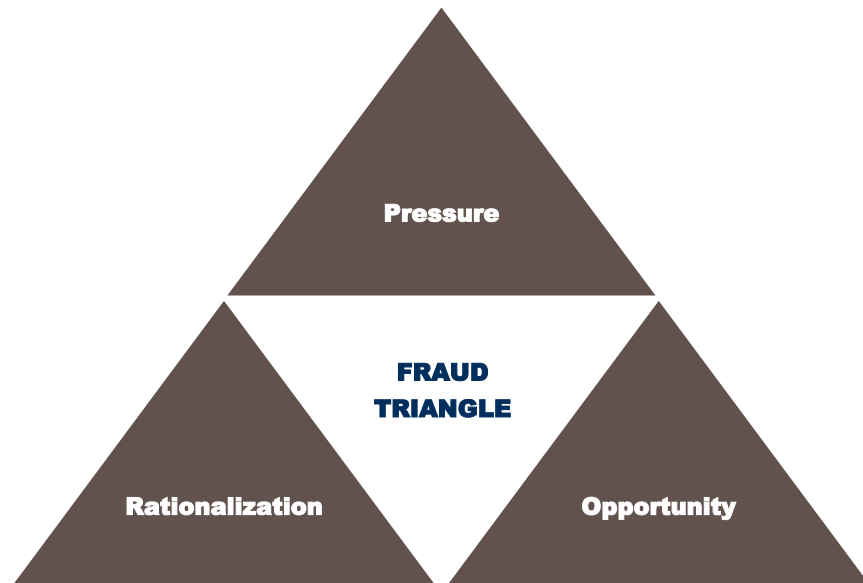 Pressure
FRAUD
TRIANGLE
Rationalization
Opportunity